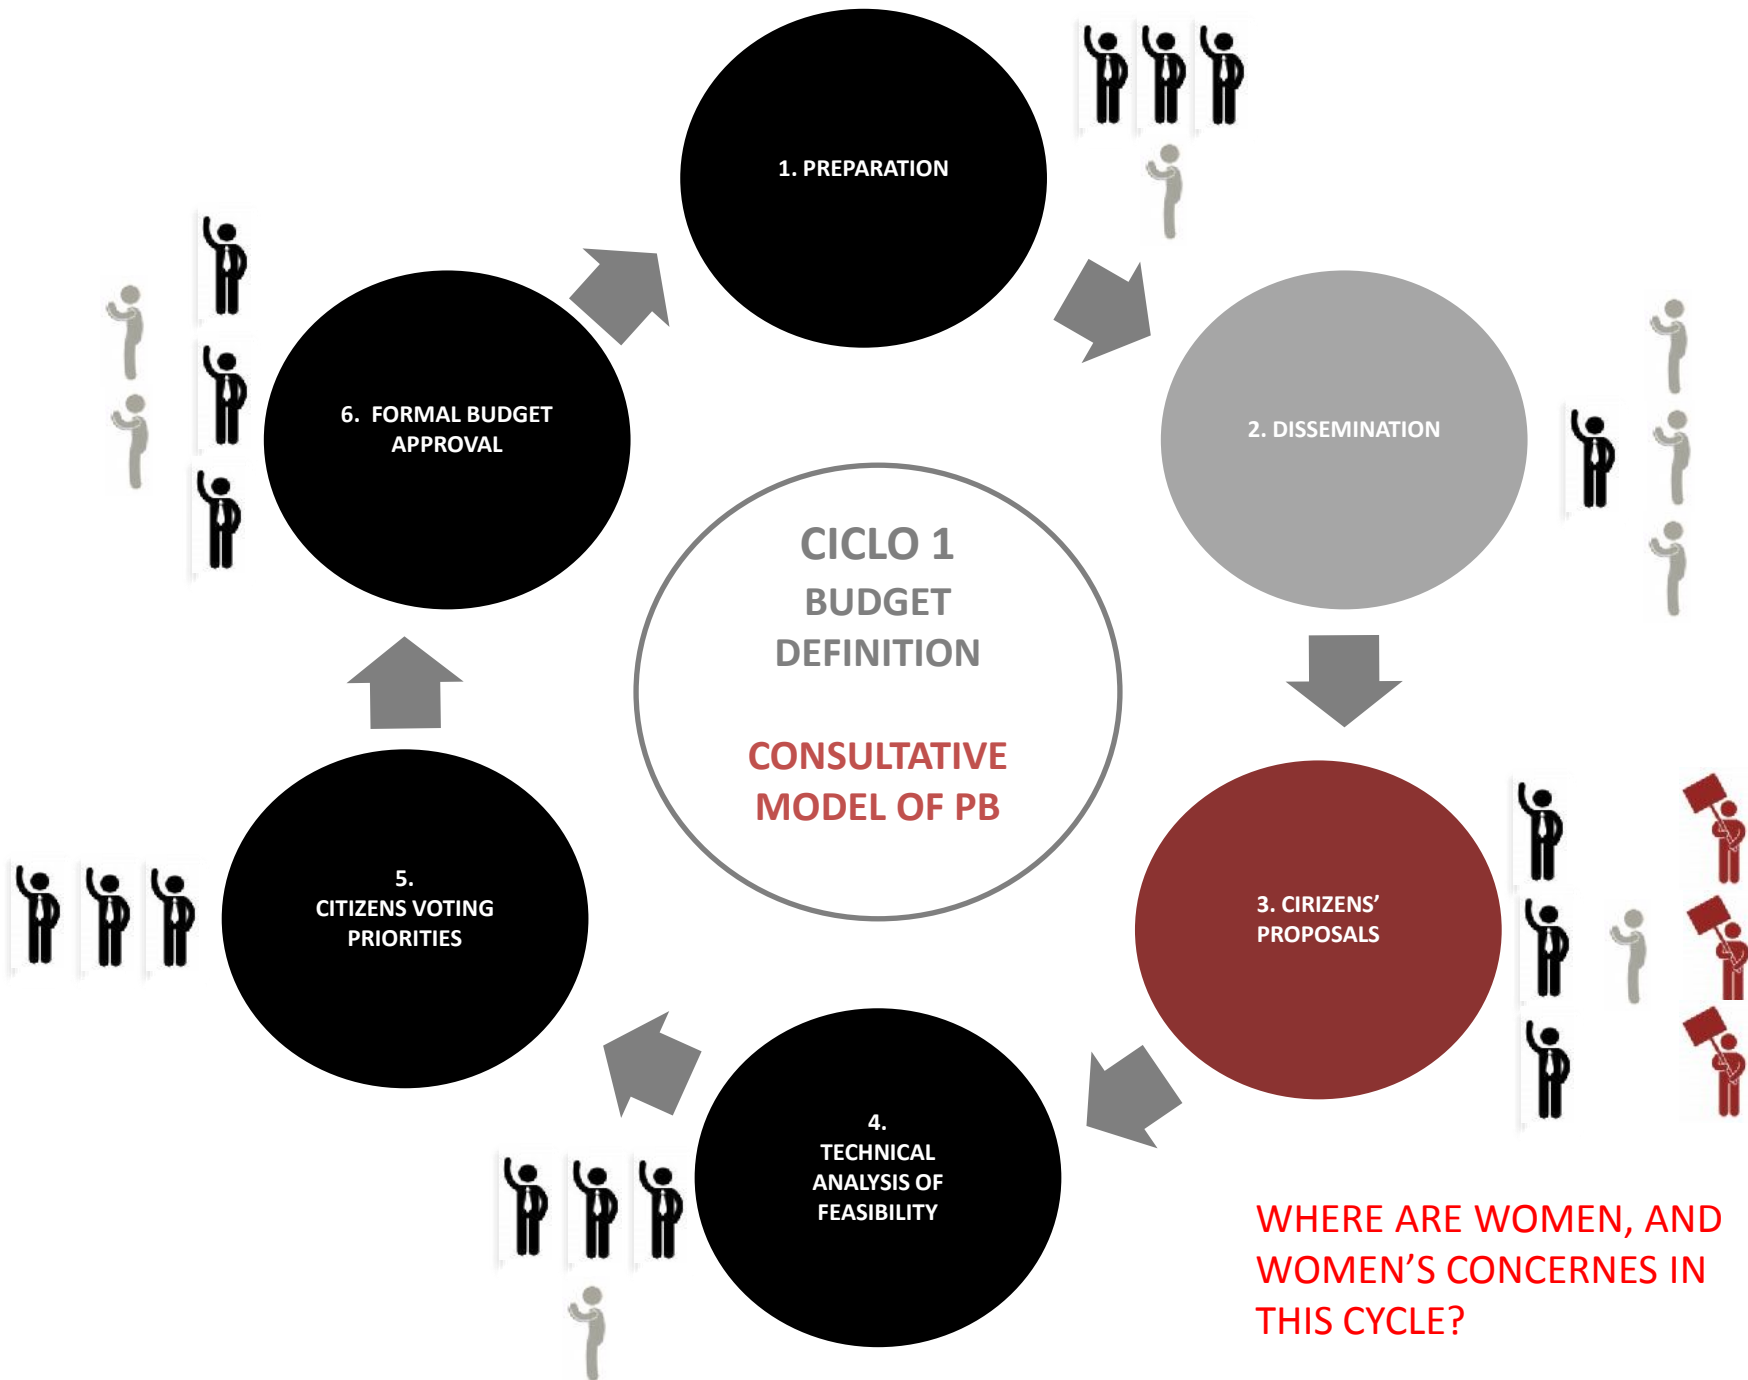 1. PREPARATION
2. DISSEMINATION
3. CIRIZENS’
PROPOSALS
4.
TECHNICAL
ANALYSIS OF
FEASIBILITY
5.
CITIZENS VOTING
PRIORITIES
6. FORMAL BUDGET
APPROVAL
CICLO 1
BUDGET
DEFINITION
CONSULTATIVE
MODEL OF PB
WHERE ARE WOMEN, AND
WOMEN’S CONCERNES IN
THIS CYCLE?